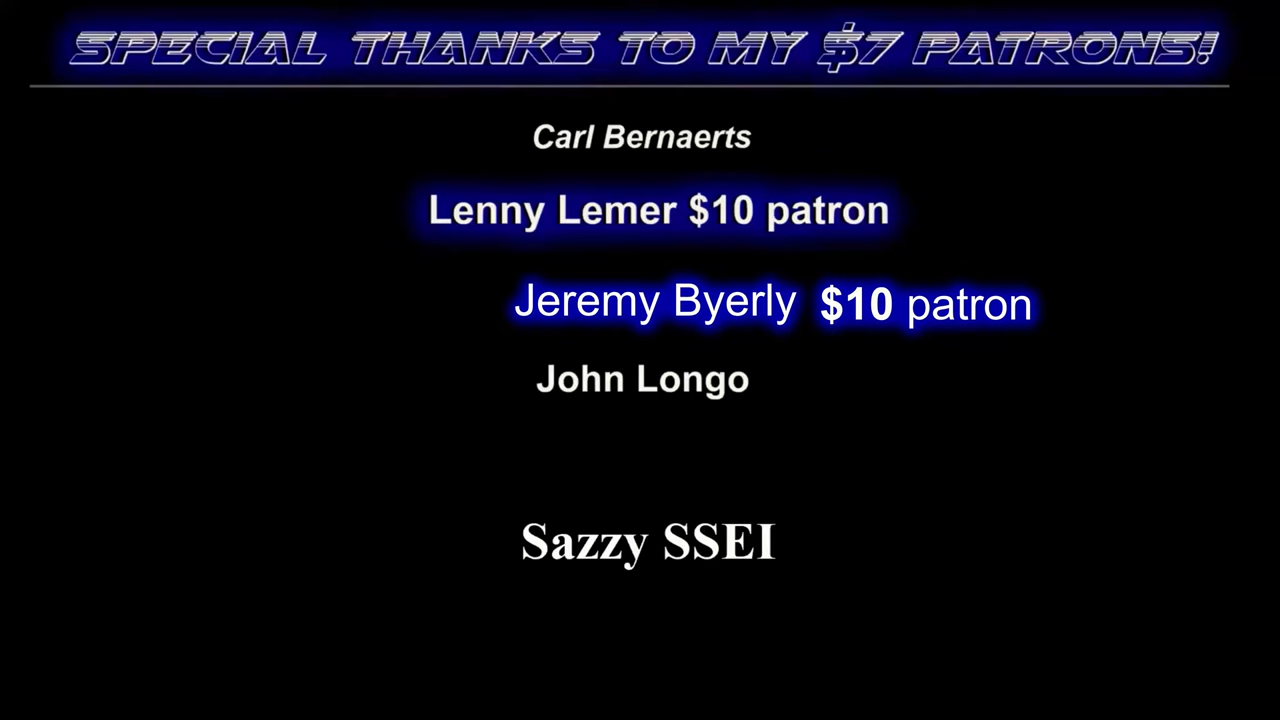 SPECIAL THANKS TO MY $7 PATRONS!
Carl Bernaerts
Lenny Lemer $10 patron
Jeremy Byerly $10 patron
John Longo
Sazzy SSEI